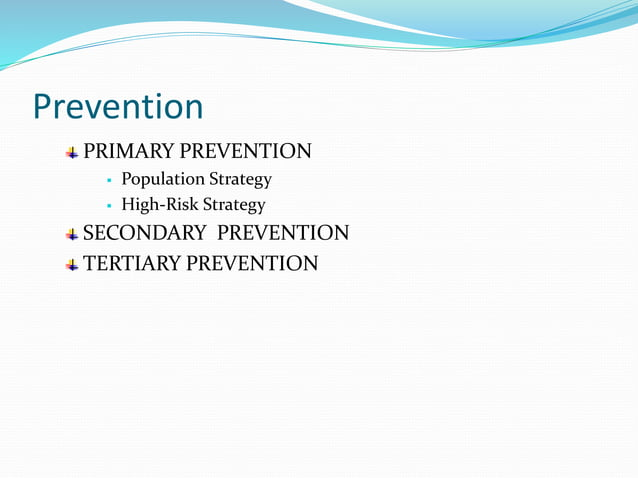 Prevention
PRIMARY PREVENTION
Population Strategy
High-Risk Strategy
SECONDARY PREVENTION
TERTIARY PREVENTION